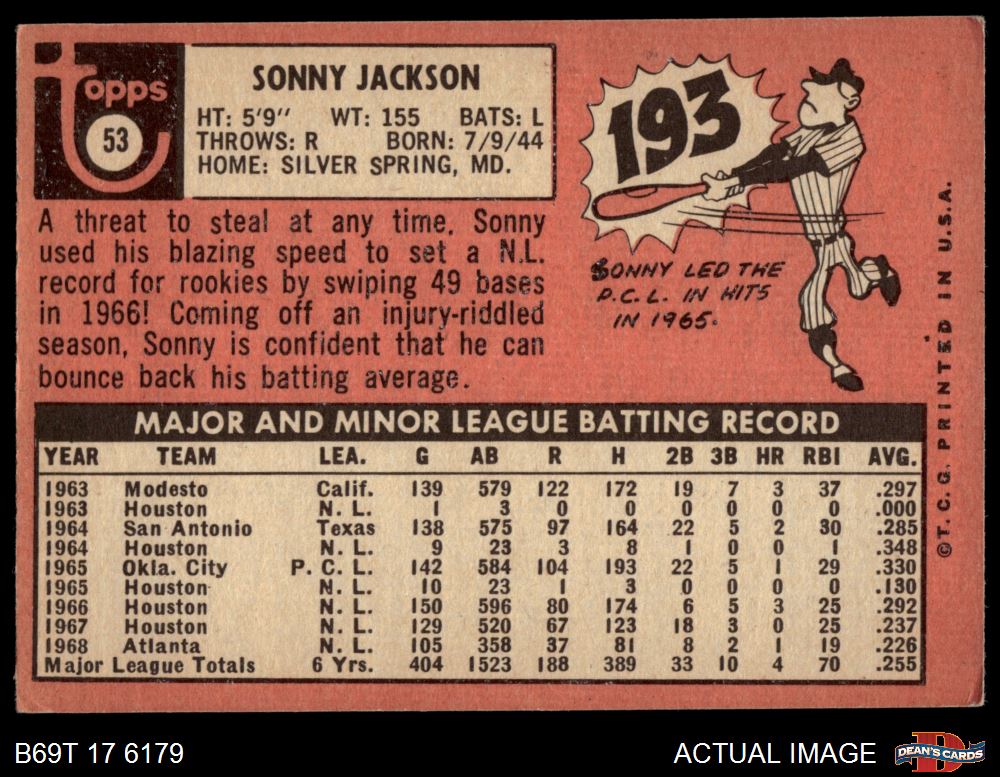 topps
53
SONNY JACKSON
HT: 5'9" WT: 155 BATS: L
THROWS: R BORN: 7/9/44
HOME: SILVER SPRING, MD.
A threat to steal at any time, Sonny
used his blazing speed to set a N.L.
record for rookies by swiping 49 bases
in 1966! Coming off an injury-riddled
season, Sonny is confident that he can
bounce back his batting average.
193
SONNY LED THE
P.C.L. IN HITS
IN 1965.
MAJOR AND MINOR LEAGUE BATTING RECORD
YEAR TEAM LEA. G AB R H 2B 3B HR RBI AVG.
1963 Modesto Calif. 139 579 122 172 19 7 3 37 .297
1963 Houston N. L. 1 3 0 0 0 0 0 0 .000
1964 San Antonio Texas 138 575 97 164 22 5 2 30 .285
1964 Houston N. L. 9 23 3 8 1 0 0 1 .348
1965 Okla. City P. C. L. 142 584 104 193 22 5 1 29 .330
1965 Houston N. L. 10 23 1 3 0 0 0 0 .130
1966 Houston N. L. 150 596 80 174 6 5 3 25 .292
1967 Houston N. L. 129 520 67 123 18 3 0 25 .237
1968 Atlanta N. L. 105 358 37 81 8 2 1 19 .226
Major League Totals 6 Yrs. 404 1523 188 389 33 10 4 70 .255
©T.C.G. PRINTED IN U.S.A.
B69T 17 6179
ACTUAL IMAGE
DEAN'S CARDS